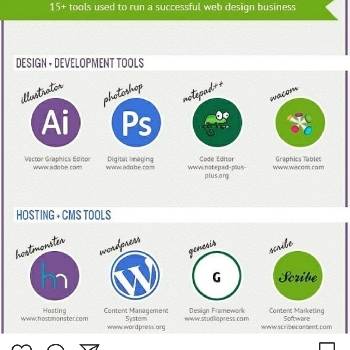 15+ tools used to run a successful web design business
DESIGN + DEVELOPMENT TOOLS
illustrator photoshop notepad++ wacom
Ai Ps
Vector Graphics Editor Digital Imaging Code Editor Graphics Tablet
www.adobe.com www.adobe.com www.notepad-plus- www.wacom.com
plus.org
HOSTING + CMS TOOLS
hostmonster wordpress genesis scribe
hm W G Scribe
Hosting Content Management Design Framework Content Marketing
www.hostmonster.com System www.studiopress.com Software
www.wordpress.org www.scribecontent.com